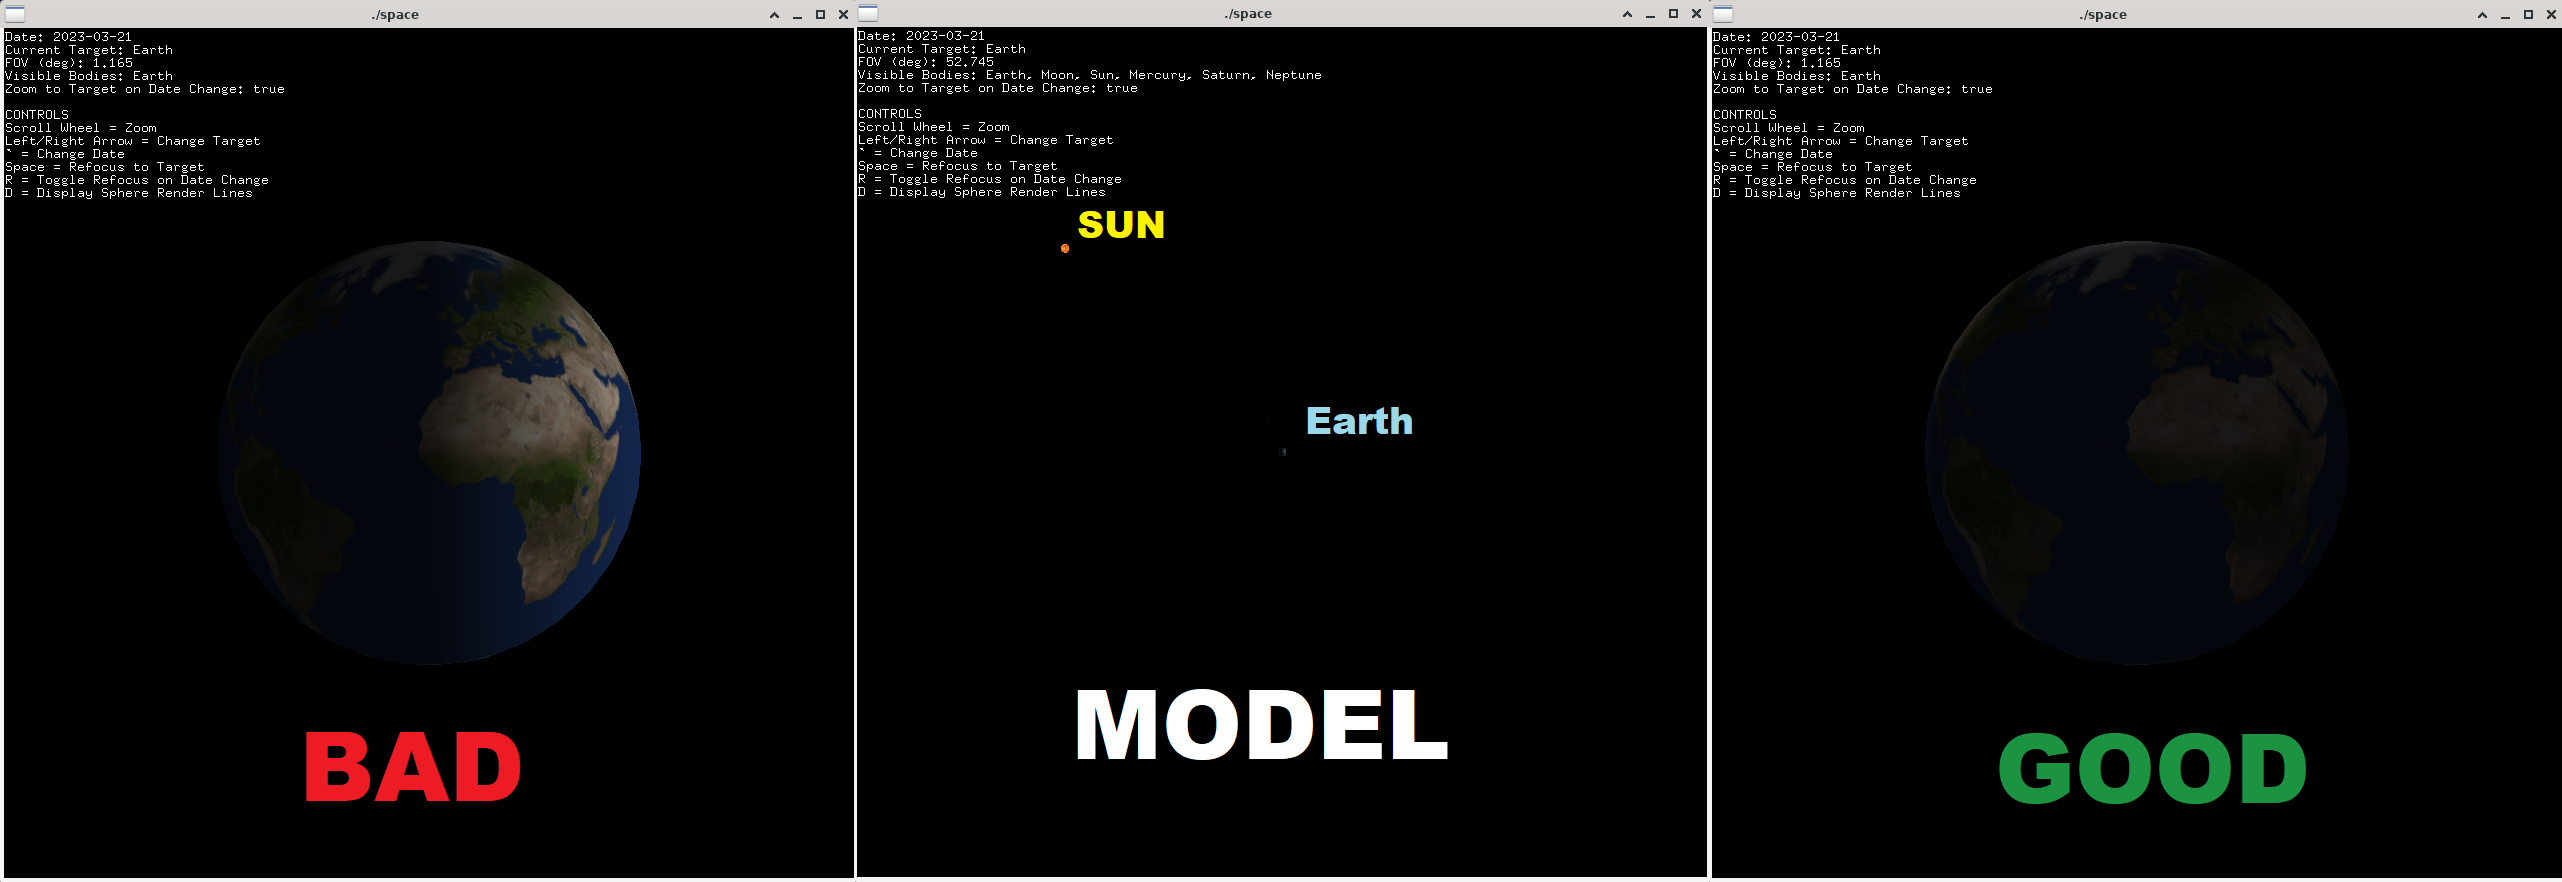 ./space
Date: 2023-03-21
Current Target: Earth
FOV (deg): 1.165
Visible Bodies: Earth
Zoom to Target on Date Change: true
CONTROLS
Scroll Wheel = Zoom
Left/Right Arrow = Change Target
` = Change Date
Space = Refocus to Target
R = Toggle Refocus on Date Change
D = Display Sphere Render Lines
BAD
./space
Date: 2023-03-21
Current Target: Earth
FOV (deg): 52.745
Visible Bodies: Earth, Moon, Sun, Mercury, Saturn, Neptune
Zoom to Target on Date Change: true
CONTROLS
Scroll Wheel = Zoom
Left/Right Arrow = Change Target
` = Change Date
Space = Refocus to Target
R = Toggle Refocus on Date Change
D = Display Sphere Render Lines
SUN
Earth
MODEL
./space
Date: 2023-03-21
Current Target: Earth
FOV (deg): 1.165
Visible Bodies: Earth
Zoom to Target on Date Change: true
CONTROLS
Scroll Wheel = Zoom
Left/Right Arrow = Change Target
` = Change Date
Space = Refocus to Target
R = Toggle Refocus on Date Change
D = Display Sphere Render Lines
GOOD